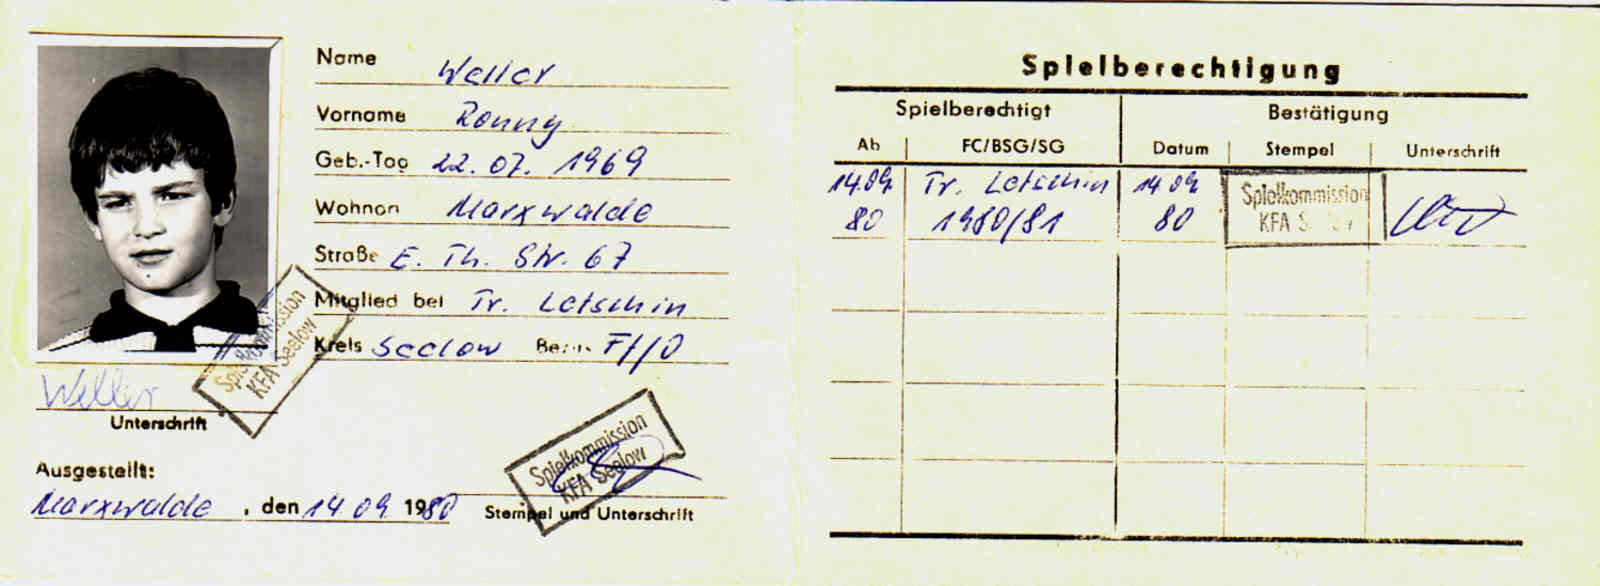 Name Weller
Vorname Ronny
Geb.-Tag 22.07.1969
Wohnort Marxwalde
Straße E. Th. Str. 67
Mitglied bei Tr. Letschin
Kreis Seelow Bezirk Ff/O
Spielkommission
KFA Seelow
Weller
Unterschrift
Ausgestellt:
Marxwalde, den 14.09. 1980
Spielkommission
KFA Seelow
Stempel und Unterschrift
Spielberechtigung
Spielberechtigt Bestätigung
Ab FC/BSG/SG Datum Stempel Unterschrift
14.09. Tr. Letschin 14.09. Spielkommission
80 1980/81 80 KFA